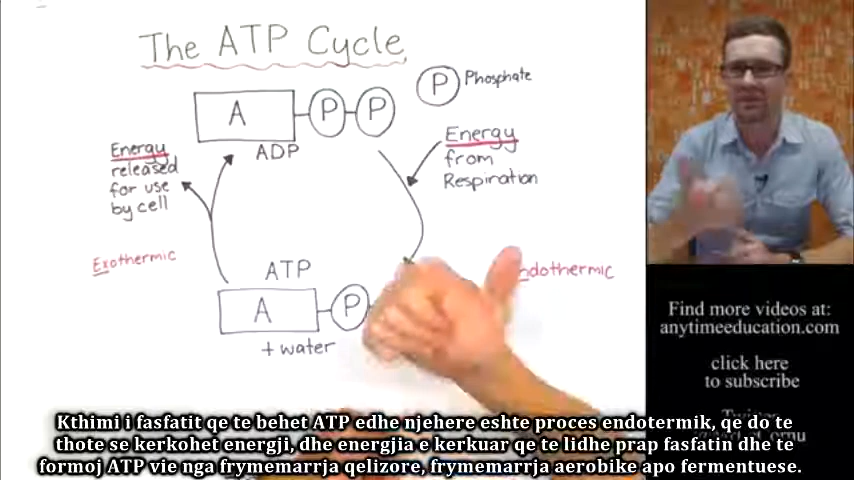 The ATP Cycle
P Phosphate
A P P
ADP
Energy
released
for use
by cell
Energy
from
Respiration
Exothermic
ATP
A P
+ water
ndothermic
Find more videos at:
anytimeeducation.com
click here
to subscribe
Kthimi i fasfatit qe te behet ATP edhe njehere eshte proces endotermik, qe do te
thote se kerkohet energji, dhe energjia e kerkuar qe te lidhe prap fasfatin dhe te
formoj ATP vie nga frymemarrja qelizore, frymemarrja aerobike apo fermentuese.